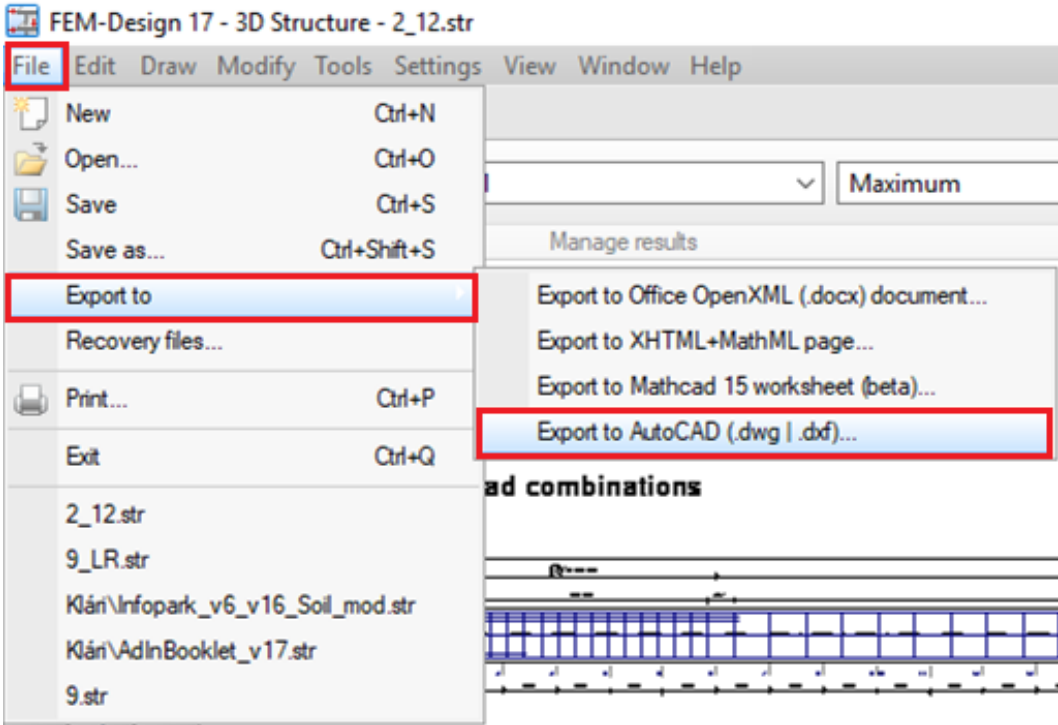 FEM-Design 17 - 3D Structure - 2_12.str
File Edit Draw Modify Tools Settings View Window Help
New Ctrl+N
Open... Ctrl+O
Save Ctrl+S
Maximum
Save as... Ctrl+Shift+S
Manage results
Export to
Export to Office OpenXML (.docx) document...
Recovery files...
Export to XHTML+MathML page...
Export to Mathcad 15 worksheet (beta)...
Print... Ctrl+P
Export to AutoCAD (.dwg | .dxf)...
Exit Ctrl+Q
combinations
2_12.str
9_LR.str
Klári\Infopark_v6_v16_Soil_mod.str
Klári\AdInBooklet_v17.str
9.str